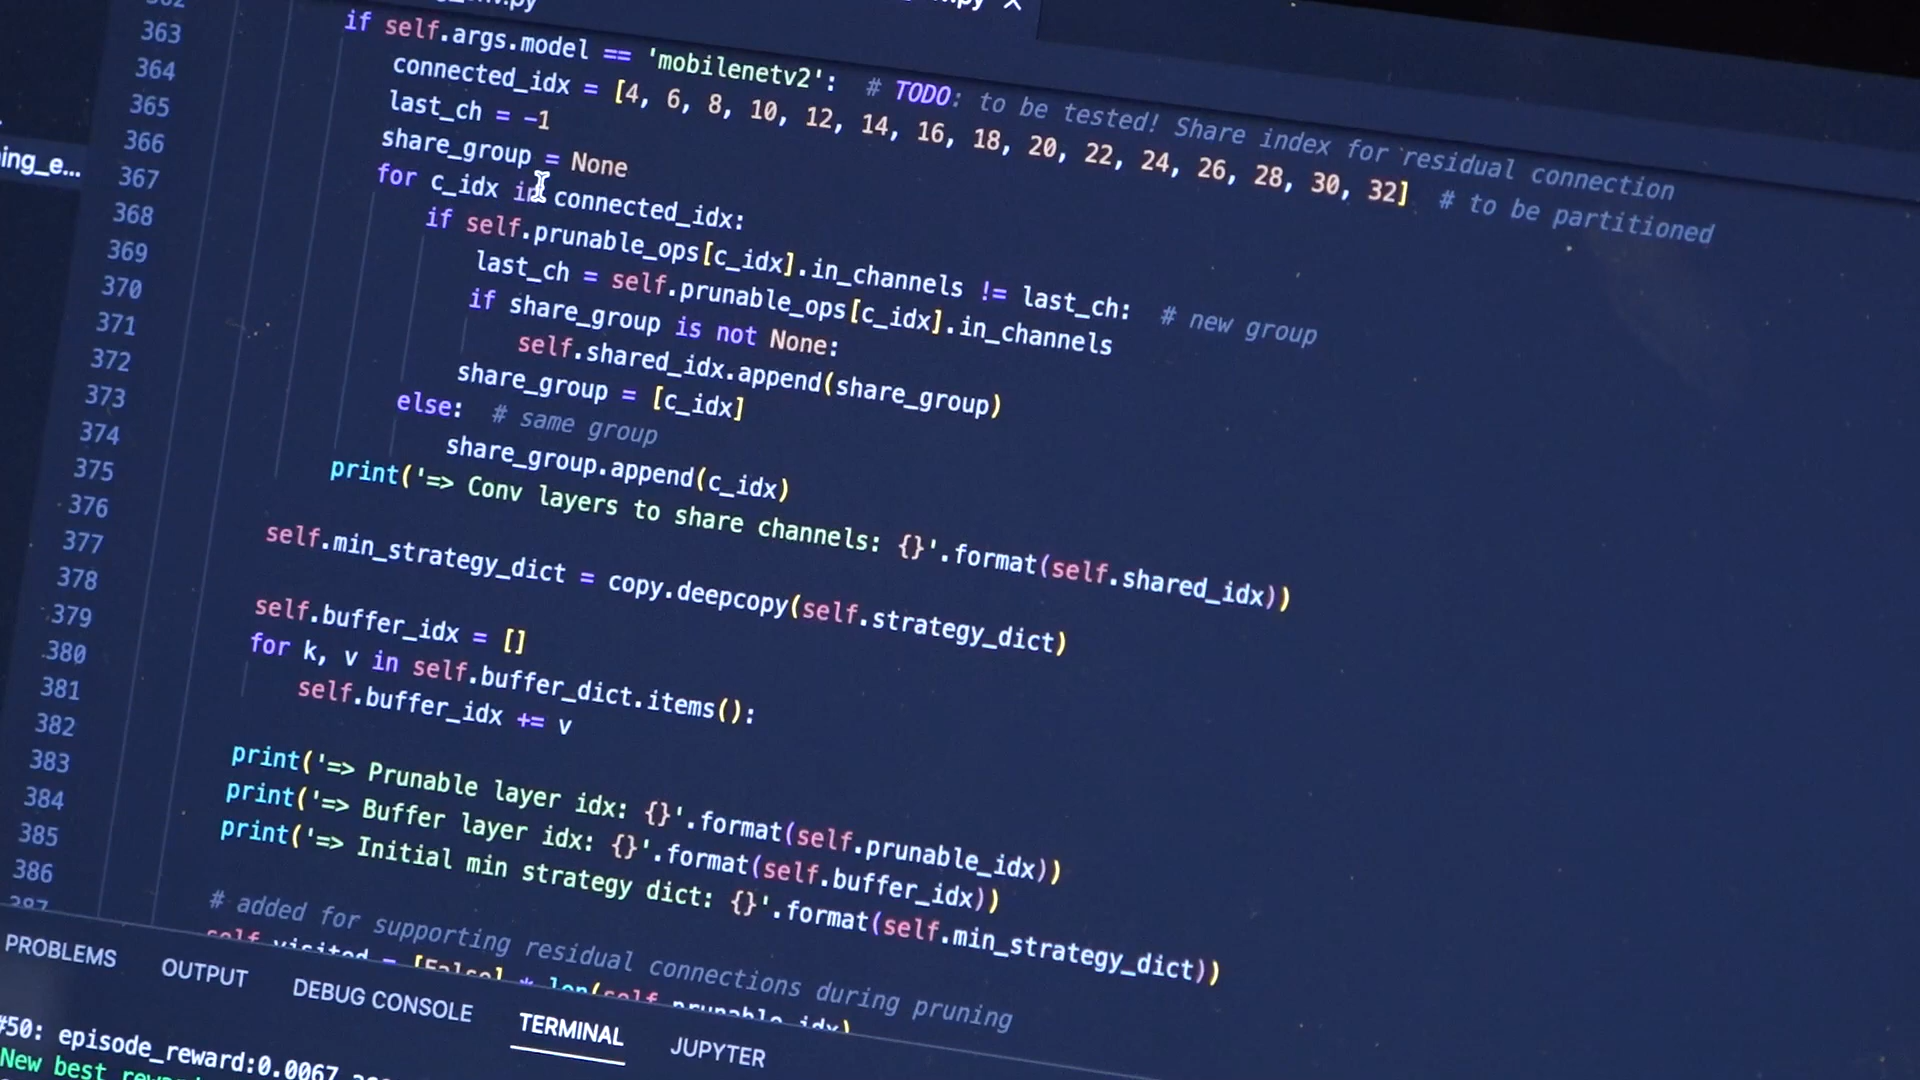 .py
363
364
365
366
367
368
369
370
371
372
373
374
375
376
377
378
379
380
381
382
383
384
385
386
387
ing_e...
if self.args.model == 'mobilenetv2':  # TODO: to be tested! Share index for residual connection
connected_idx = [4, 6, 8, 10, 12, 14, 16, 18, 20, 22, 24, 26, 28, 30, 32]  # to be partitioned
last_ch = -1
share_group = None
for c_idx in connected_idx:
if self.prunable_ops[c_idx].in_channels != last_ch:  # new group
last_ch = self.prunable_ops[c_idx].in_channels
if share_group is not None:
self.shared_idx.append(share_group)
share_group = [c_idx]
else:  # same group
share_group.append(c_idx)
print('=> Conv layers to share channels: {}'.format(self.shared_idx))
self.min_strategy_dict = copy.deepcopy(self.strategy_dict)
self.buffer_idx = []
for k, v in self.buffer_dict.items():
self.buffer_idx += v
print('=> Prunable layer idx: {}'.format(self.prunable_idx))
print('=> Buffer layer idx: {}'.format(self.buffer_idx))
print('=> Initial min strategy dict: {}'.format(self.min_strategy_dict))
# added for supporting residual connections during pruning
self.visited = [False] * len(self.prunable_idx)
PROBLEMS OUTPUT DEBUG CONSOLE TERMINAL JUPYTER
#50: episode_reward:0.0067
New best